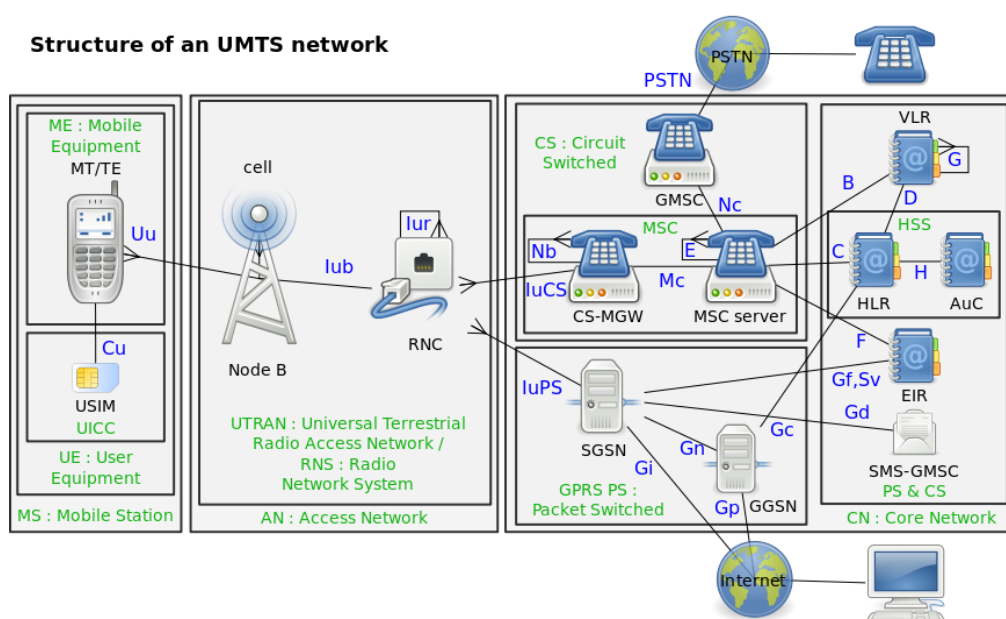 Structure of an UMTS network
PSTN
PSTN
ME : Mobile
Equipment
MT/TE
Uu
Cu
USIM
UICC
UE : User
Equipment
MS : Mobile Station
cell
Iur
Iub
RNC
Node B
UTRAN : Universal Terrestrial
Radio Access Network /
RNS : Radio
Network System
AN : Access Network
CS : Circuit
Switched
GMSC
Nc
MSC
Nb
E
IuCS
Mc
CS-MGW
MSC server
VLR
G
B
D
HSS
C
H
HLR
AuC
F
Gf,Sv
EIR
IuPS
Gd
SGSN
Gn
Gc
Gi
SMS-GMSC
PS & CS
GPRS PS :
Packet Switched
Gp
GGSN
CN : Core Network
Internet